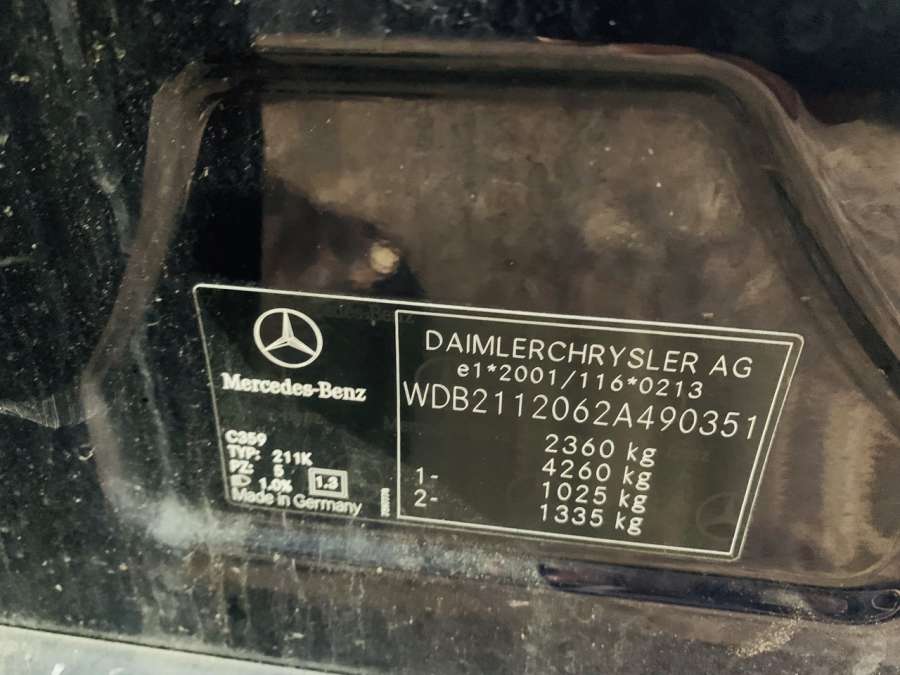 Mercedes-Benz
C359
TYP: 211K
PZ: 5
1.0% 1.3
Made in Germany
DAIMLERCHRYSLER AG
e1*2001/116*0213
WDB2112062A490351
2360 kg
4260 kg
1- 1025 kg
2- 1335 kg